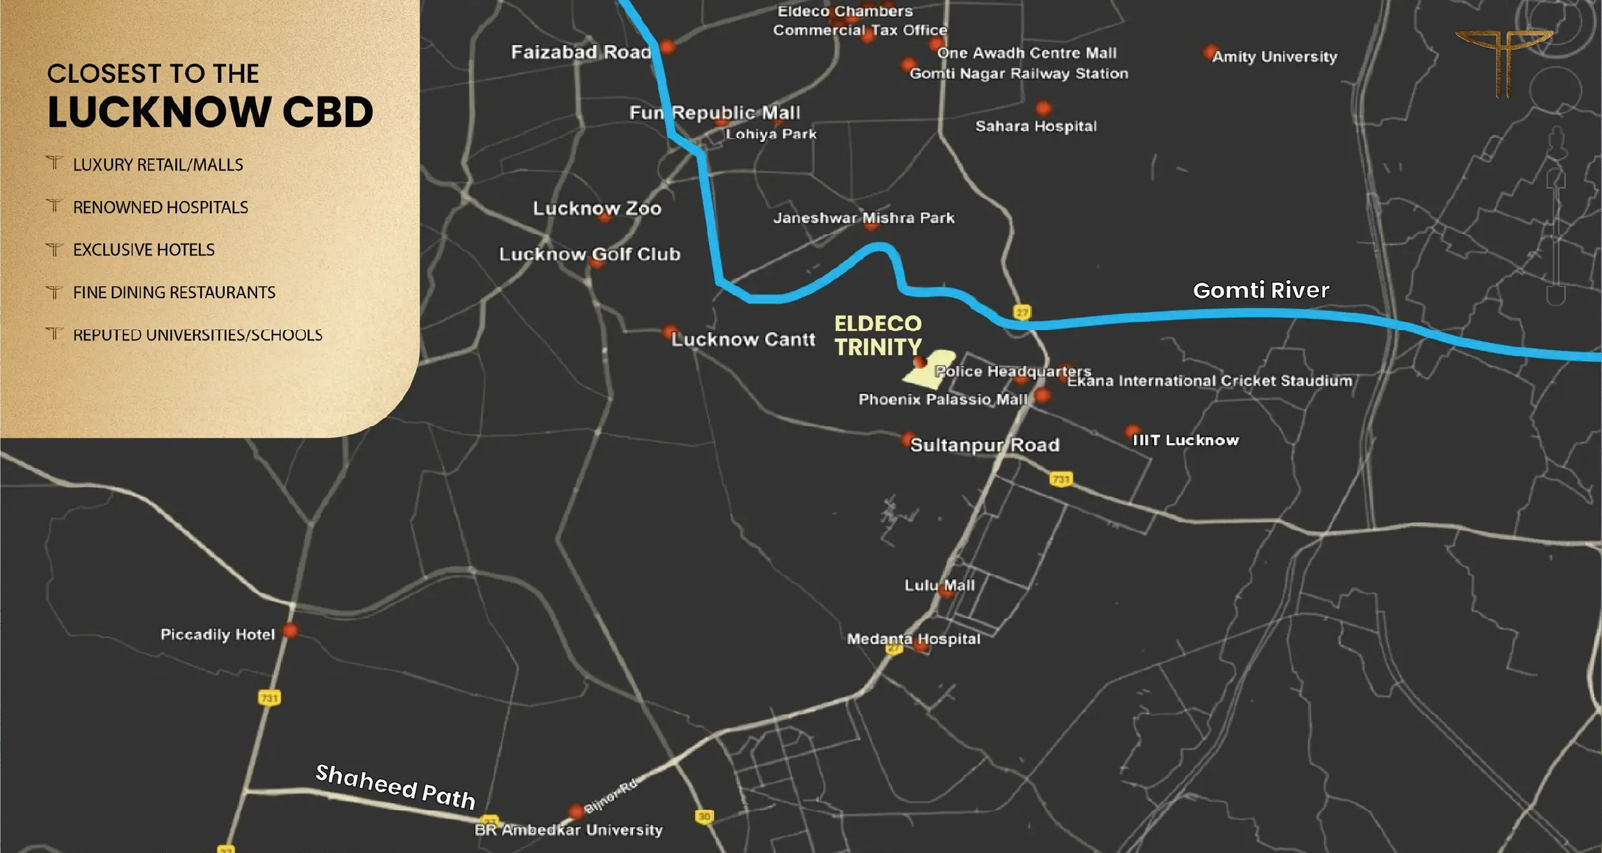 CLOSEST TO THE
LUCKNOW CBD
LUXURY RETAIL/MALLS
RENOWNED HOSPITALS
EXCLUSIVE HOTELS
FINE DINING RESTAURANTS
REPUTED UNIVERSITIES/SCHOOLS
Eldeco Chambers
Commercial Tax Office
Faizabad Road
One Awadh Centre Mall
Amity University
Gomti Nagar Railway Station
Fun Republic Mall
Lohiya Park
Sahara Hospital
Lucknow Zoo
Janeshwar Mishra Park
Lucknow Golf Club
Gomti River
27
ELDECO
TRINITY
Lucknow Cantt
Police Headquarters
Ekana International Cricket Staudium
Phoenix Palassio Mall
IIIT Lucknow
Sultanpur Road
731
Lulu Mall
Piccadily Hotel
Medanta Hospital
27
731
Shaheed Path
Bijnor Rd
27
BR Ambedkar University
30
27